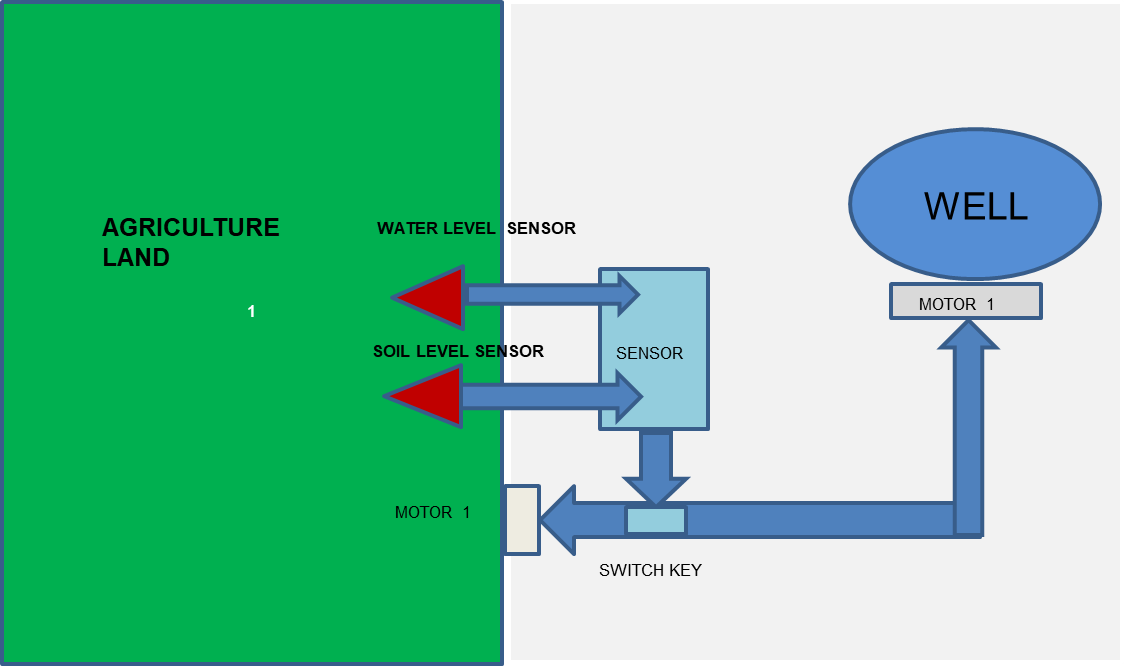 AGRICULTURE
LAND
1
WATER LEVEL  SENSOR
SOIL LEVEL SENSOR
SENSOR
WELL
MOTOR  1
MOTOR  1
SWITCH KEY